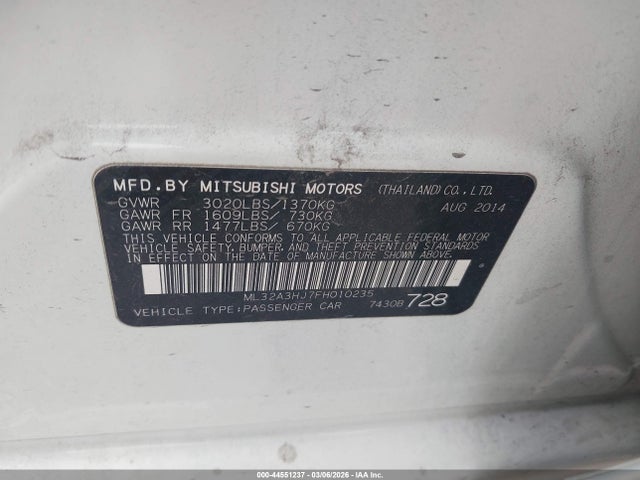 MFD.BY MITSUBISHI MOTORS (THAILAND)CO.,LTD.
GVWR 3020LBS/1370KG AUG 2014
GAWR FR 1609LBS/ 730KG
GAWR RR 1477LBS/ 670KG
THIS VEHICLE CONFORMS TO ALL APPLICABLE FEDERAL MOTOR
VEHICLE SAFETY, BUMPER, AND THEFT PREVENTION STANDARDS
IN EFFECT ON THE DATE OF MANUFACTURE SHOWN ABOVE.
ML32A3HJ7FH010235
VEHICLE TYPE:PASSENGER CAR 7430B 728
000-44551237 - 03/06/2026 - IAAI.COM